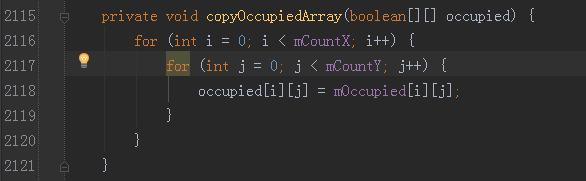 2115 private void copyOccupiedArray(boolean[][] occupied) {
2116 for (int i = 0; i < mCountX; i++) {
2117 for (int j = 0; j < mCountY; j++) {
2118 occupied[i][j] = mOccupied[i][j];
2119 }
2120 }
2121 }